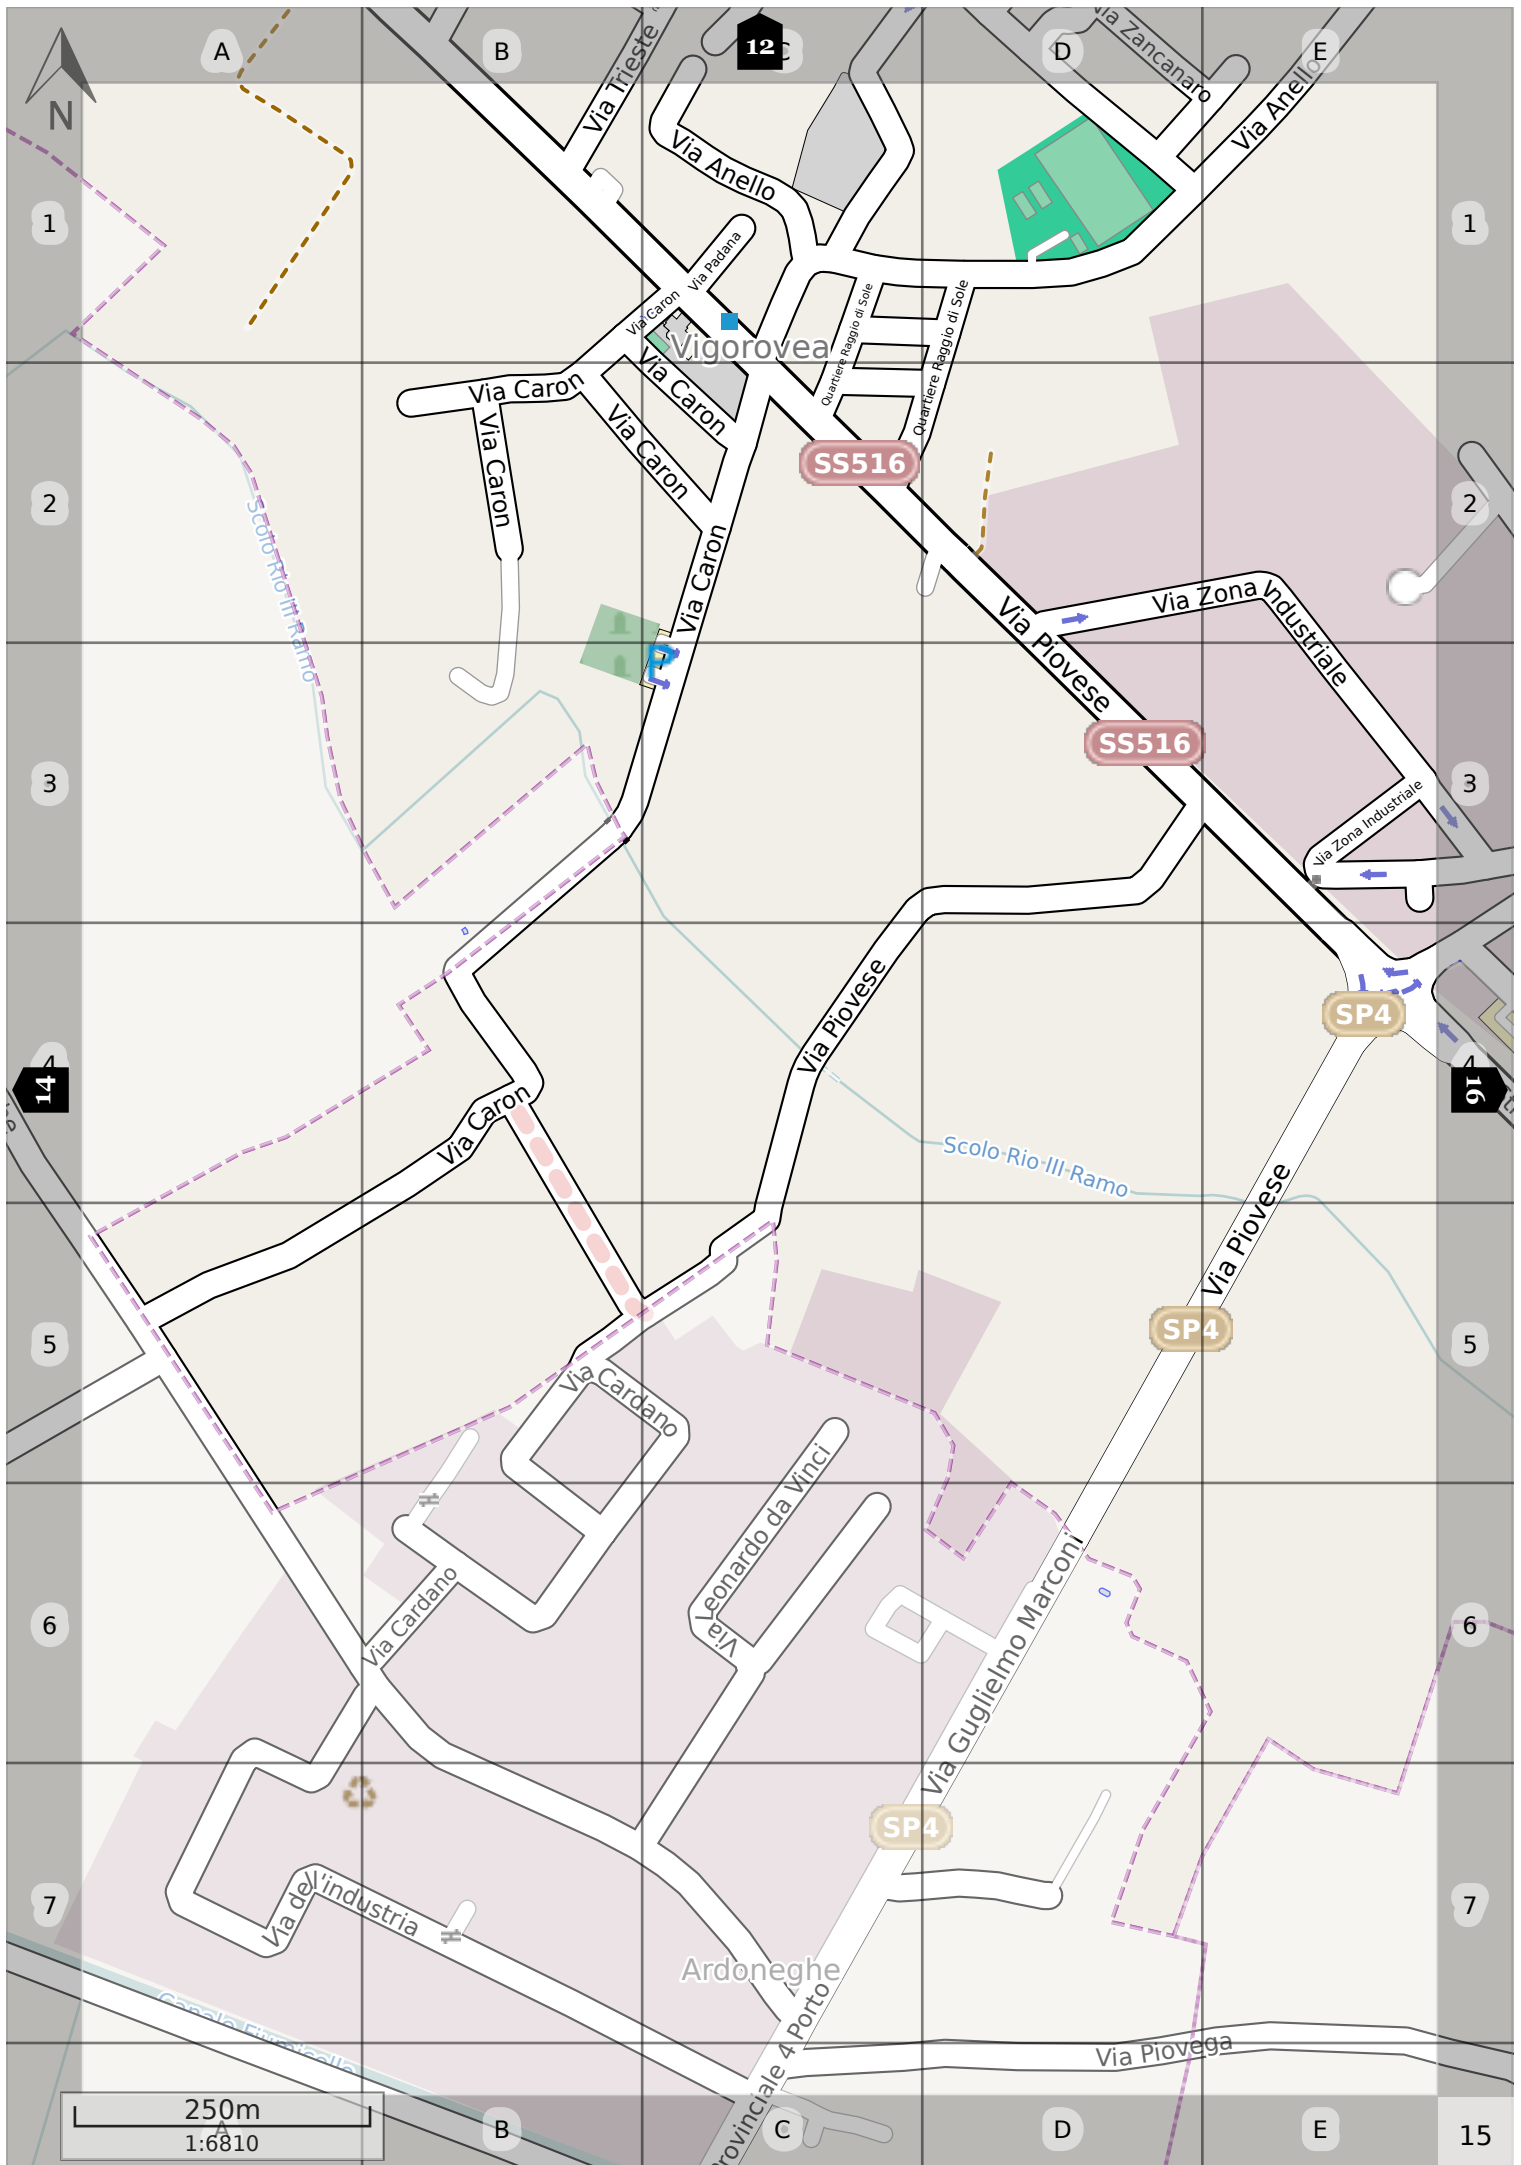 A
B
12
C
D
E
N
Via Trieste
Via Zancanaro
Via Anello
Via Anello
1
1
Via Padana
Via Caron
Quartiere Raggio di Sole
Quartiere Raggio di Sole
Vigorovea
Via Caron
Via Caron
Via Caron
Via Caron
SS516
2
2
Scolo Rio III Ramo
Via Caron
Via Zona Industriale
Via Piovese
P
SS516
3
3
Via Zona Industriale
Via Piovese
SP4
4
4
14
16
Via Caron
Scolo Rio III Ramo
Via Piovese
SP4
5
5
Via Cardano
Via Leonardo da Vinci
Via Guglielmo Marconi
Via Cardano
6
6
SP4
Via dell'industria
7
7
Ardoneghe
Canale Fiumicello
Provinciale 4 Porto
Via Piovega
250m
1:6810
A
B
C
D
E
15